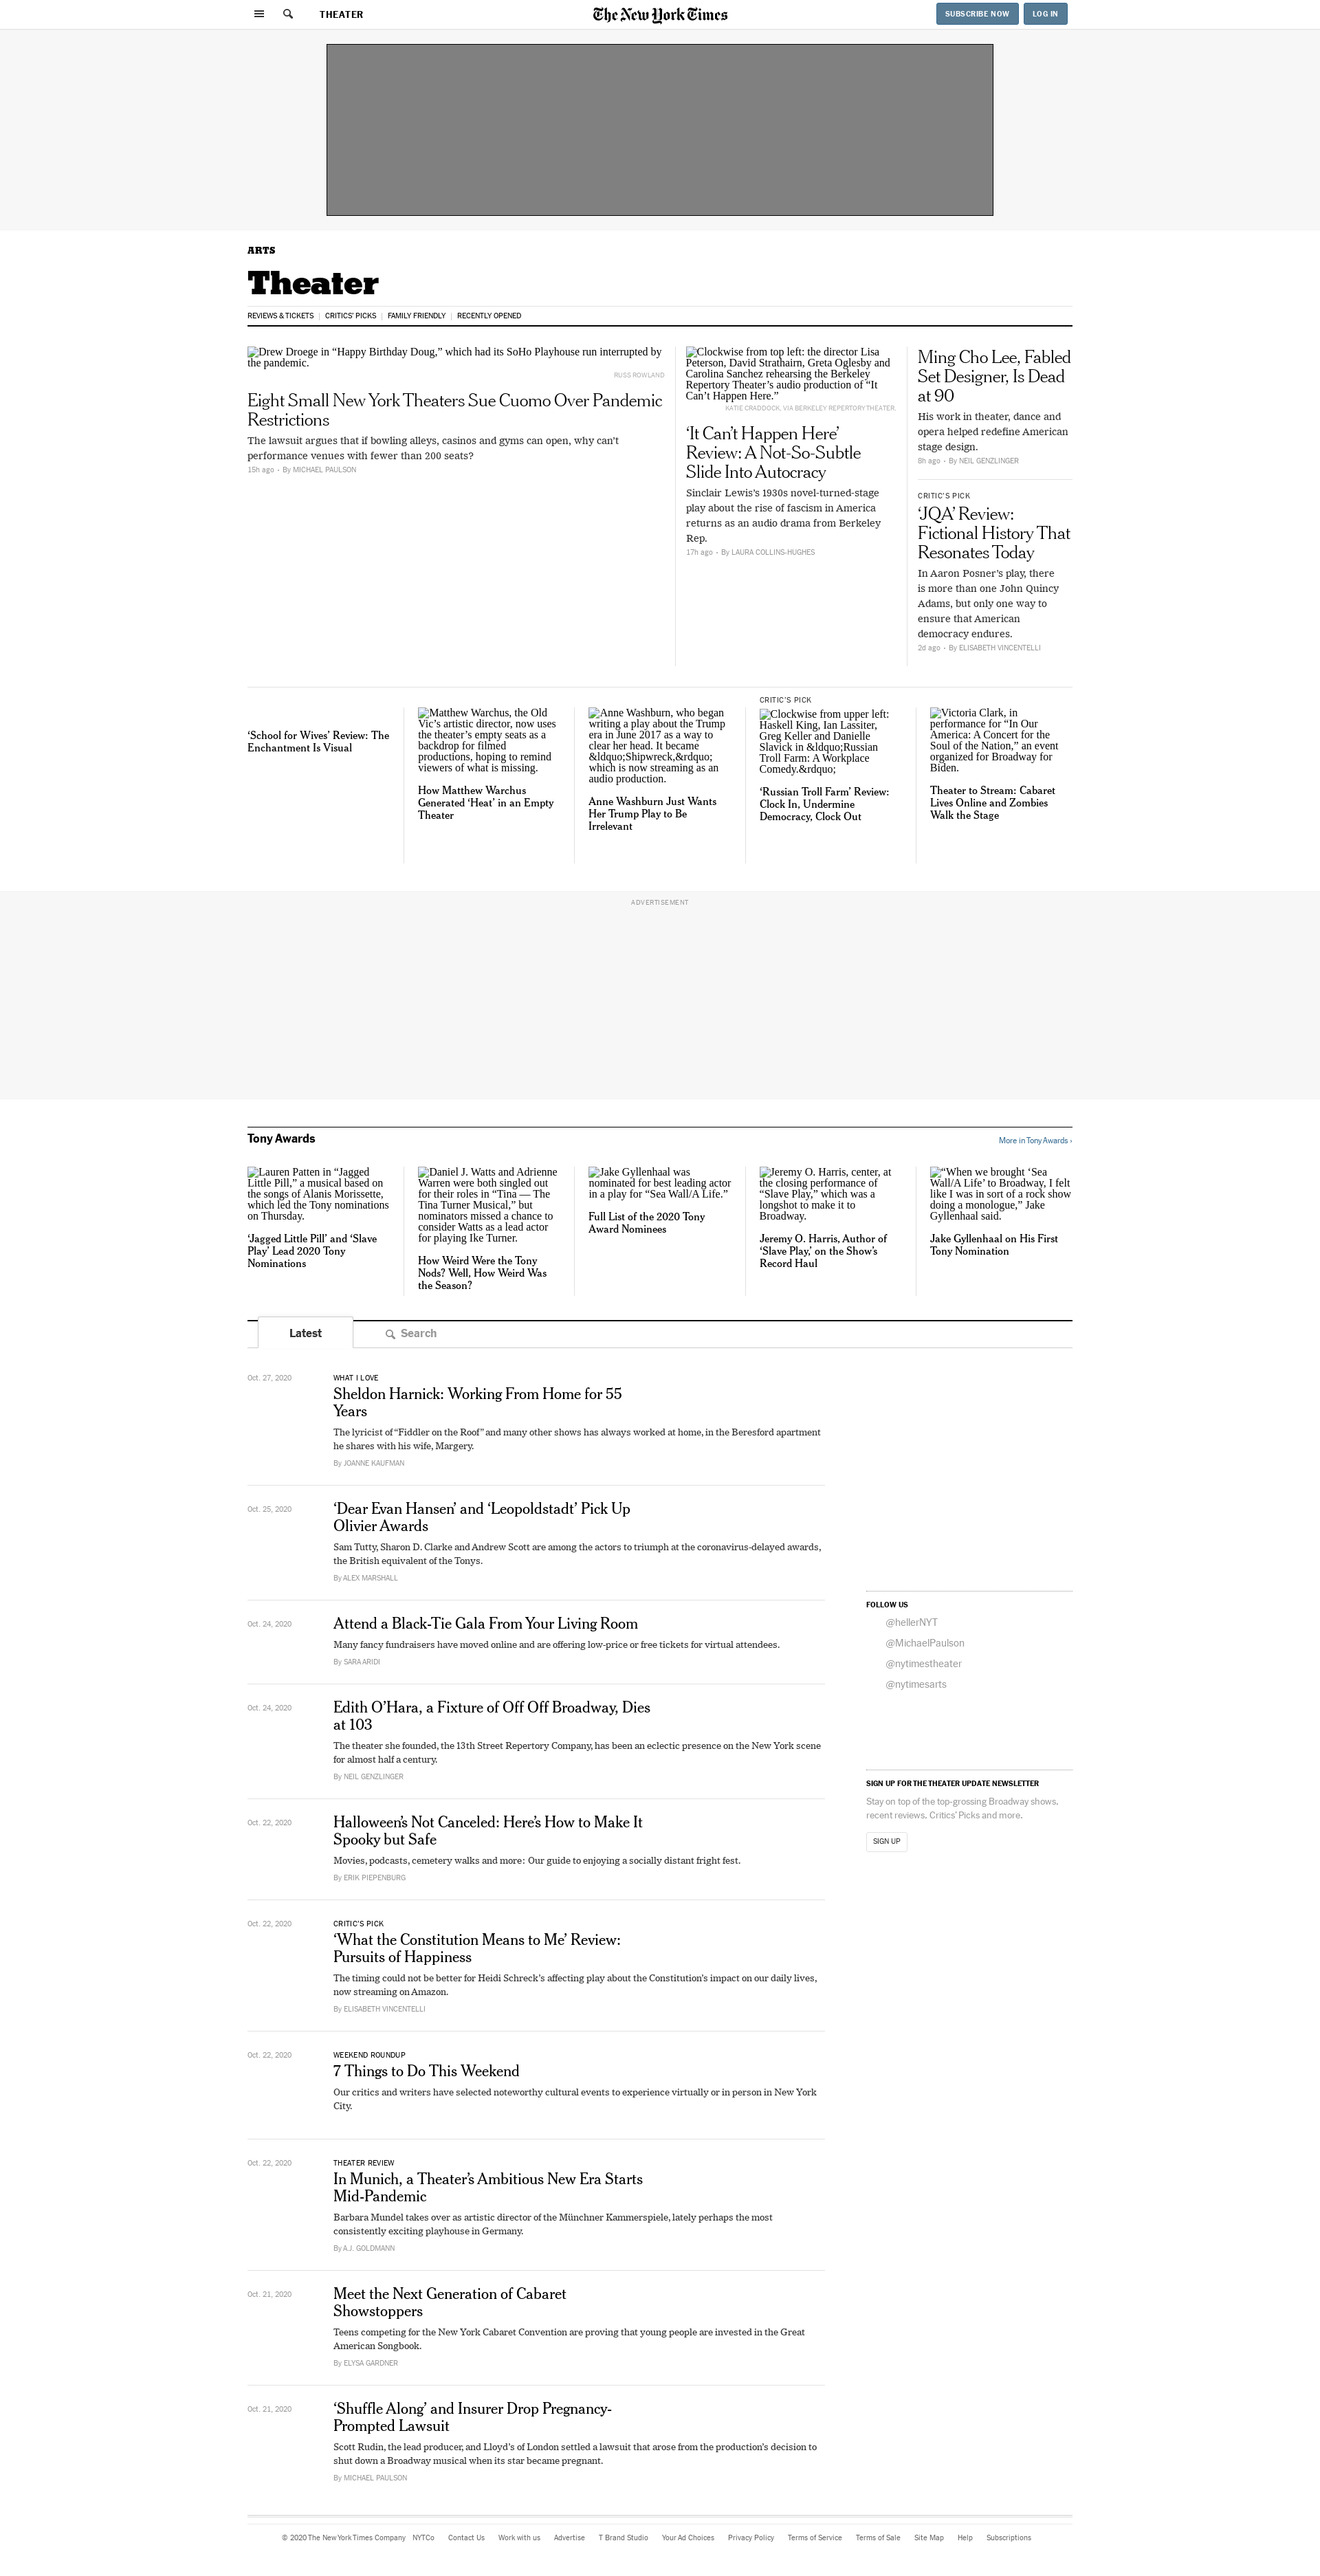 THEATER
The New York Times
SUBSCRIBE NOW
LOG IN
ARTS
Theater
REVIEWS & TICKETS
CRITICS' PICKS
FAMILY FRIENDLY
RECENTLY OPENED
Drew Droege in “Happy Birthday Doug,” which had its SoHo Playhouse run interrupted by
the pandemic.
RUSS ROWLAND
Eight Small New York Theaters Sue Cuomo Over Pandemic
Restrictions
The lawsuit argues that if bowling alleys, casinos and gyms can open, why can’t
performance venues with fewer than 200 seats?
15h ago • By MICHAEL PAULSON
Clockwise from top left: the director Lisa
Peterson, David Strathairn, Greta Oglesby and
Carolina Sanchez rehearsing the Berkeley
Repertory Theater’s audio production of “It
Can’t Happen Here.”
KATIE CRADDOCK, VIA BERKELEY REPERTORY THEATER.
‘It Can’t Happen Here’
Review: A Not-So-Subtle
Slide Into Autocracy
Sinclair Lewis’s 1930s novel-turned-stage
play about the rise of fascism in America
returns as an audio drama from Berkeley
Rep.
17h ago • By LAURA COLLINS-HUGHES
Ming Cho Lee, Fabled
Set Designer, Is Dead
at 90
His work in theater, dance and
opera helped redefine American
stage design.
8h ago • By NEIL GENZLINGER
CRITIC’S PICK
‘JQA’ Review:
Fictional History That
Resonates Today
In Aaron Posner’s play, there
is more than one John Quincy
Adams, but only one way to
ensure that American
democracy endures.
2d ago • By ELISABETH VINCENTELLI
‘School for Wives’ Review: The
Enchantment Is Visual
Matthew Warchus, the Old
Vic’s artistic director, now uses
the theater’s empty seats as a
backdrop for filmed
productions, hoping to remind
viewers of what is missing.
How Matthew Warchus
Generated ‘Heat’ in an Empty
Theater
Anne Washburn, who began
writing a play about the Trump
era in June 2017 as a way to
clear her head. It became
&ldquo;Shipwreck,&rdquo;
which is now streaming as an
audio production.
Anne Washburn Just Wants
Her Trump Play to Be
Irrelevant
CRITIC’S PICK
Clockwise from upper left:
Haskell King, Ian Lassiter,
Greg Keller and Danielle
Slavick in &ldquo;Russian
Troll Farm: A Workplace
Comedy.&rdquo;
‘Russian Troll Farm’ Review:
Clock In, Undermine
Democracy, Clock Out
Victoria Clark, in
performance for “In Our
America: A Concert for the
Soul of the Nation,” an event
organized for Broadway for
Biden.
Theater to Stream: Cabaret
Lives Online and Zombies
Walk the Stage
ADVERTISEMENT
Tony Awards
More in Tony Awards ›
Lauren Patten in “Jagged
Little Pill,” a musical based on
the songs of Alanis Morissette,
which led the Tony nominations
on Thursday.
‘Jagged Little Pill’ and ‘Slave
Play’ Lead 2020 Tony
Nominations
Daniel J. Watts and Adrienne
Warren were both singled out
for their roles in “Tina — The
Tina Turner Musical,” but
nominators missed a chance to
consider Watts as a lead actor
for playing Ike Turner.
How Weird Were the Tony
Nods? Well, How Weird Was
the Season?
Jake Gyllenhaal was
nominated for best leading actor
in a play for “Sea Wall/A Life.”
Full List of the 2020 Tony
Award Nominees
Jeremy O. Harris, center, at
the closing performance of
“Slave Play,” which was a
longshot to make it to
Broadway.
Jeremy O. Harris, Author of
‘Slave Play,’ on the Show’s
Record Haul
“When we brought ‘Sea
Wall/A Life’ to Broadway, I felt
like I was in sort of a rock show
doing a monologue,” Jake
Gyllenhaal said.
Jake Gyllenhaal on His First
Tony Nomination
Latest
Search
Oct. 27, 2020
WHAT I LOVE
Sheldon Harnick: Working From Home for 55
Years
The lyricist of “Fiddler on the Roof” and many other shows has always worked at home, in the Beresford apartment
he shares with his wife, Margery.
By JOANNE KAUFMAN
Oct. 25, 2020
‘Dear Evan Hansen’ and ‘Leopoldstadt’ Pick Up
Olivier Awards
Sam Tutty, Sharon D. Clarke and Andrew Scott are among the actors to triumph at the coronavirus-delayed awards,
the British equivalent of the Tonys.
By ALEX MARSHALL
Oct. 24, 2020
Attend a Black-Tie Gala From Your Living Room
Many fancy fundraisers have moved online and are offering low-price or free tickets for virtual attendees.
By SARA ARIDI
Oct. 24, 2020
Edith O’Hara, a Fixture of Off Off Broadway, Dies
at 103
The theater she founded, the 13th Street Repertory Company, has been an eclectic presence on the New York scene
for almost half a century.
By NEIL GENZLINGER
Oct. 22, 2020
Halloween’s Not Canceled: Here’s How to Make It
Spooky but Safe
Movies, podcasts, cemetery walks and more: Our guide to enjoying a socially distant fright fest.
By ERIK PIEPENBURG
Oct. 22, 2020
CRITIC’S PICK
‘What the Constitution Means to Me’ Review:
Pursuits of Happiness
The timing could not be better for Heidi Schreck’s affecting play about the Constitution’s impact on our daily lives,
now streaming on Amazon.
By ELISABETH VINCENTELLI
Oct. 22, 2020
WEEKEND ROUNDUP
7 Things to Do This Weekend
Our critics and writers have selected noteworthy cultural events to experience virtually or in person in New York
City.
Oct. 22, 2020
THEATER REVIEW
In Munich, a Theater’s Ambitious New Era Starts
Mid-Pandemic
Barbara Mundel takes over as artistic director of the Münchner Kammerspiele, lately perhaps the most
consistently exciting playhouse in Germany.
By A.J. GOLDMANN
Oct. 21, 2020
Meet the Next Generation of Cabaret
Showstoppers
Teens competing for the New York Cabaret Convention are proving that young people are invested in the Great
American Songbook.
By ELYSA GARDNER
Oct. 21, 2020
‘Shuffle Along’ and Insurer Drop Pregnancy-
Prompted Lawsuit
Scott Rudin, the lead producer, and Lloyd’s of London settled a lawsuit that arose from the production’s decision to
shut down a Broadway musical when its star became pregnant.
By MICHAEL PAULSON
FOLLOW US
@hellerNYT
@MichaelPaulson
@nytimestheater
@nytimesarts
SIGN UP FOR THE THEATER UPDATE NEWSLETTER
Stay on top of the top-grossing Broadway shows,
recent reviews, Critics’ Picks and more.
SIGN UP
© 2020 The New York Times Company NYTCo Contact Us Work with us Advertise T Brand Studio Your Ad Choices Privacy Policy Terms of Service Terms of Sale Site Map Help Subscriptions